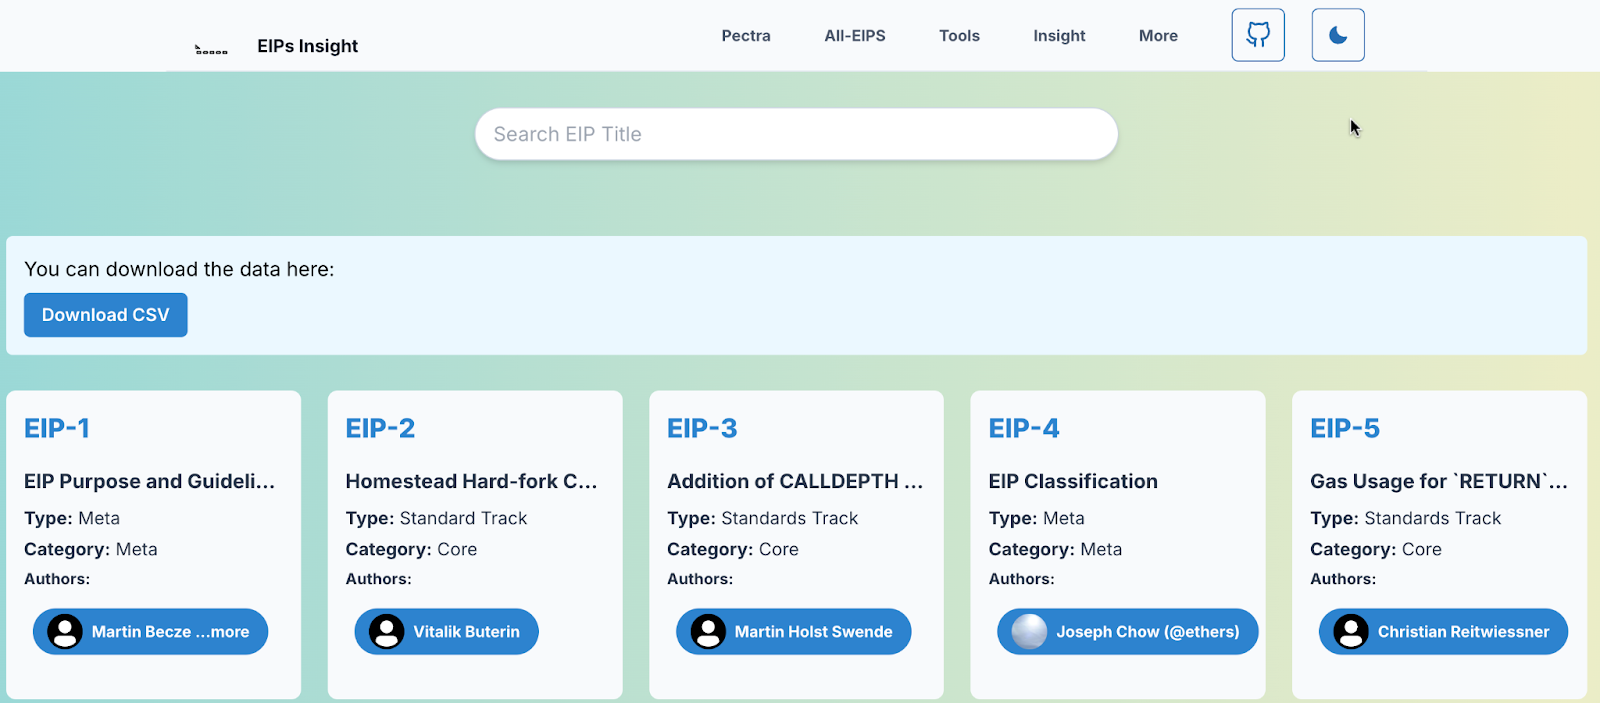 EIPs Insight
Pectra
All-EIPS
Tools
Insight
More
Search EIP Title
You can download the data here:
Download CSV
EIP-1
EIP Purpose and Guideli...
Type: Meta
Category: Meta
Authors:
Martin Becze ...more
EIP-2
Homestead Hard-fork C...
Type: Standard Track
Category: Core
Authors:
Vitalik Buterin
EIP-3
Addition of CALLDEPTH ...
Type: Standards Track
Category: Core
Authors:
Martin Holst Swende
EIP-4
EIP Classification
Type: Meta
Category: Meta
Authors:
Joseph Chow (@ethers)
EIP-5
Gas Usage for `RETURN`...
Type: Standards Track
Category: Core
Authors:
Christian Reitwiessner